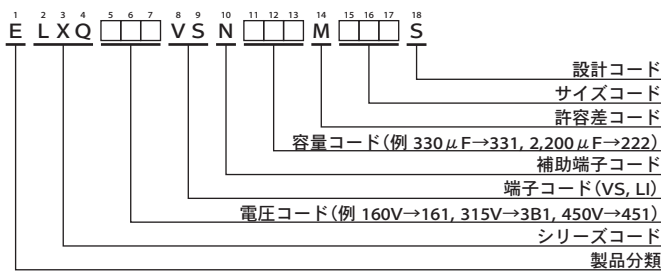 1 2 3 4 5 6 7 8 9 10 11 12 13 14 15 16 17 18
E L X Q □□□ V S N □□□ M □□□ S
設計コード
サイズコード
許容差コード
容量コード(例 330μF→331, 2,200μF→222)
補助端子コード
端子コード(VS, LI)
電圧コード(例 160V→161, 315V→3B1, 450V→451)
シリーズコード
製品分類